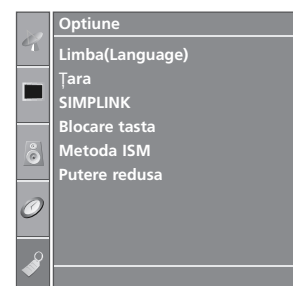 Optiune
Limba(Language)
Ţara
SIMPLINK
Blocare tasta
Metoda ISM
Putere redusa